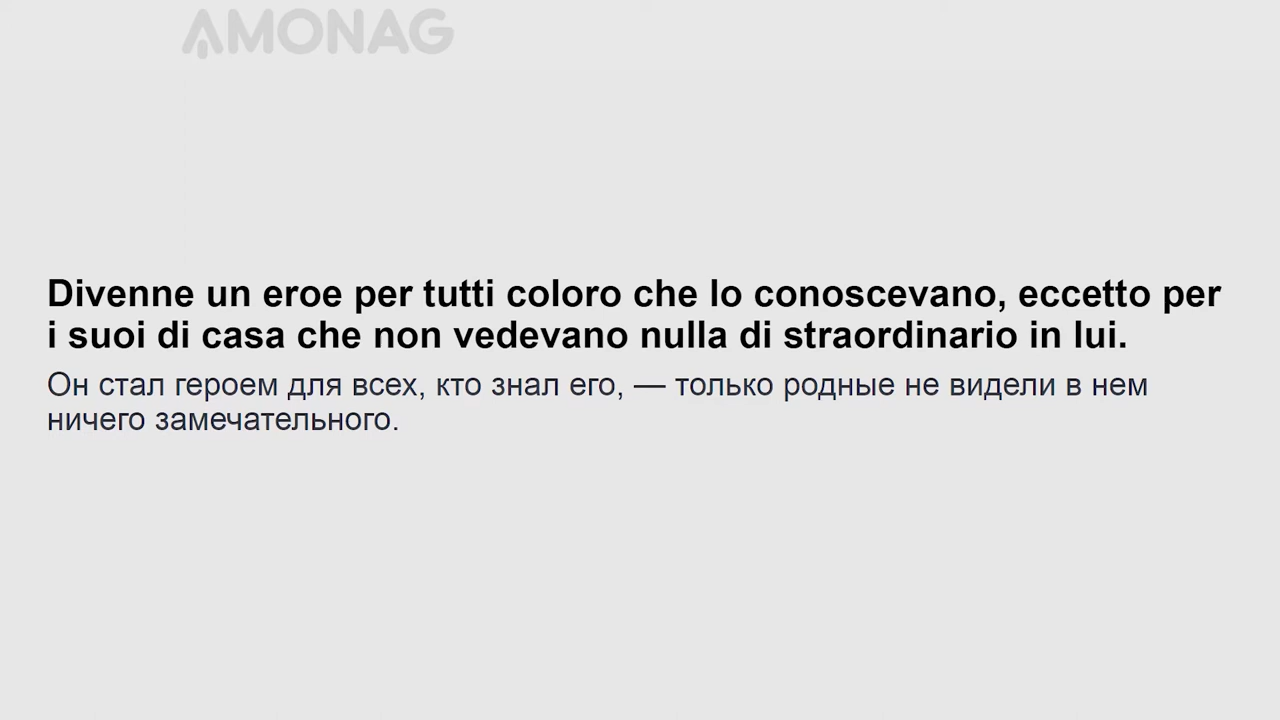 AMONAG
Divenne un eroe per tutti coloro che lo conoscevano, eccetto per
i suoi di casa che non vedevano nulla di straordinario in lui.
Он стал героем для всех, кто знал его, — только родные не видели в нем
ничего замечательного.